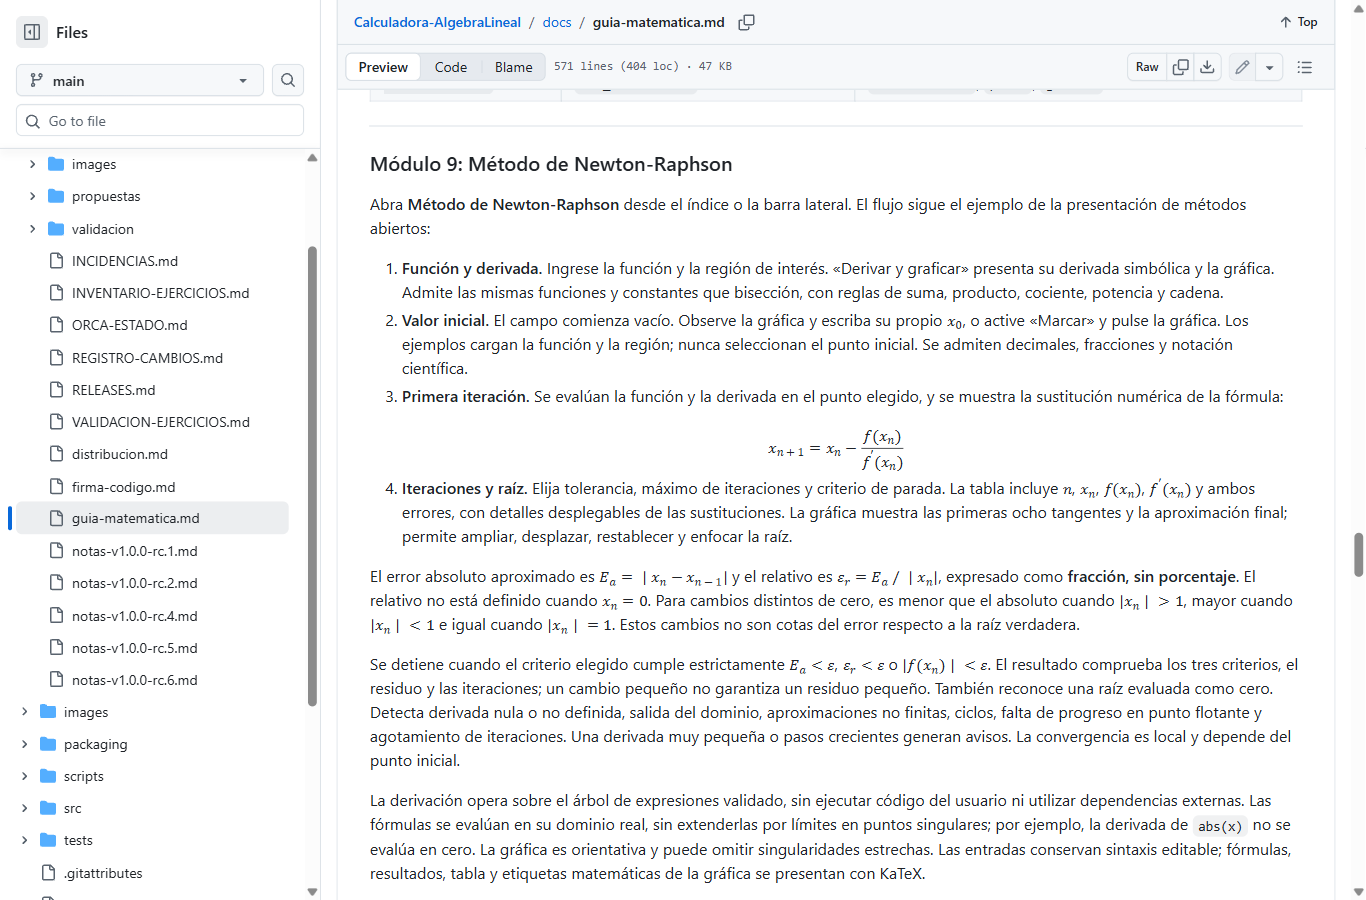 Files
main
Go to file
images
propuestas
validacion
INCIDENCIAS.md
INVENTARIO-EJERCICIOS.md
ORCA-ESTADO.md
REGISTRO-CAMBIOS.md
RELEASES.md
VALIDACION-EJERCICIOS.md
distribucion.md
firma-codigo.md
guia-matematica.md
notas-v1.0.0-rc.1.md
notas-v1.0.0-rc.2.md
notas-v1.0.0-rc.4.md
notas-v1.0.0-rc.5.md
notas-v1.0.0-rc.6.md
images
packaging
scripts
src
tests
.gitattributes
Calculadora-AlgebraLineal / docs / guia-matematica.md
Top
Preview Code Blame 571 lines (404 loc) · 47 KB
Raw
Módulo 9: Método de Newton-Raphson
Abra Método de Newton-Raphson desde el índice o la barra lateral. El flujo sigue el ejemplo de la presentación de métodos
abiertos:
1. Función y derivada. Ingrese la función y la región de interés. «Derivar y graficar» presenta su derivada simbólica y la gráfica.
Admite las mismas funciones y constantes que bisección, con reglas de suma, producto, cociente, potencia y cadena.
2. Valor inicial. El campo comienza vacío. Observe la gráfica y escriba su propio x₀, o active «Marcar» y pulse la gráfica. Los
ejemplos cargan la función y la región; nunca seleccionan el punto inicial. Se admiten decimales, fracciones y notación
científica.
3. Primera iteración. Se evalúan la función y la derivada en el punto elegido, y se muestra la sustitución numérica de la fórmula:
xₙ₊₁ = xₙ − f(xₙ) / f′(xₙ)
4. Iteraciones y raíz. Elija tolerancia, máximo de iteraciones y criterio de parada. La tabla incluye n, xₙ, f(xₙ), f′(xₙ) y ambos
errores, con detalles desplegables de las sustituciones. La gráfica muestra las primeras ocho tangentes y la aproximación final;
permite ampliar, desplazar, restablecer y enfocar la raíz.
El error absoluto aproximado es Eₐ = |xₙ − xₙ₋₁| y el relativo es εᵣ = Eₐ / |xₙ|, expresado como fracción, sin porcentaje. El
relativo no está definido cuando xₙ = 0. Para cambios distintos de cero, es menor que el absoluto cuando |xₙ| > 1, mayor cuando
|xₙ| < 1 e igual cuando |xₙ| = 1. Estos cambios no son cotas del error respecto a la raíz verdadera.
Se detiene cuando el criterio elegido cumple estrictamente Eₐ < ε, εᵣ < ε o |f(xₙ)| < ε. El resultado comprueba los tres criterios, el
residuo y las iteraciones; un cambio pequeño no garantiza un residuo pequeño. También reconoce una raíz evaluada como cero.
Detecta derivada nula o no definida, salida del dominio, aproximaciones no finitas, ciclos, falta de progreso en punto flotante y
agotamiento de iteraciones. Una derivada muy pequeña o pasos crecientes generan avisos. La convergencia es local y depende del
punto inicial.
La derivación opera sobre el árbol de expresiones validado, sin ejecutar código del usuario ni utilizar dependencias externas. Las
fórmulas se evalúan en su dominio real, sin extenderlas por límites en puntos singulares; por ejemplo, la derivada de abs(x) no se
evalúa en cero. La gráfica es orientativa y puede omitir singularidades estrechas. Las entradas conservan sintaxis editable; fórmulas,
resultados, tabla y etiquetas matemáticas de la gráfica se presentan con KaTeX.